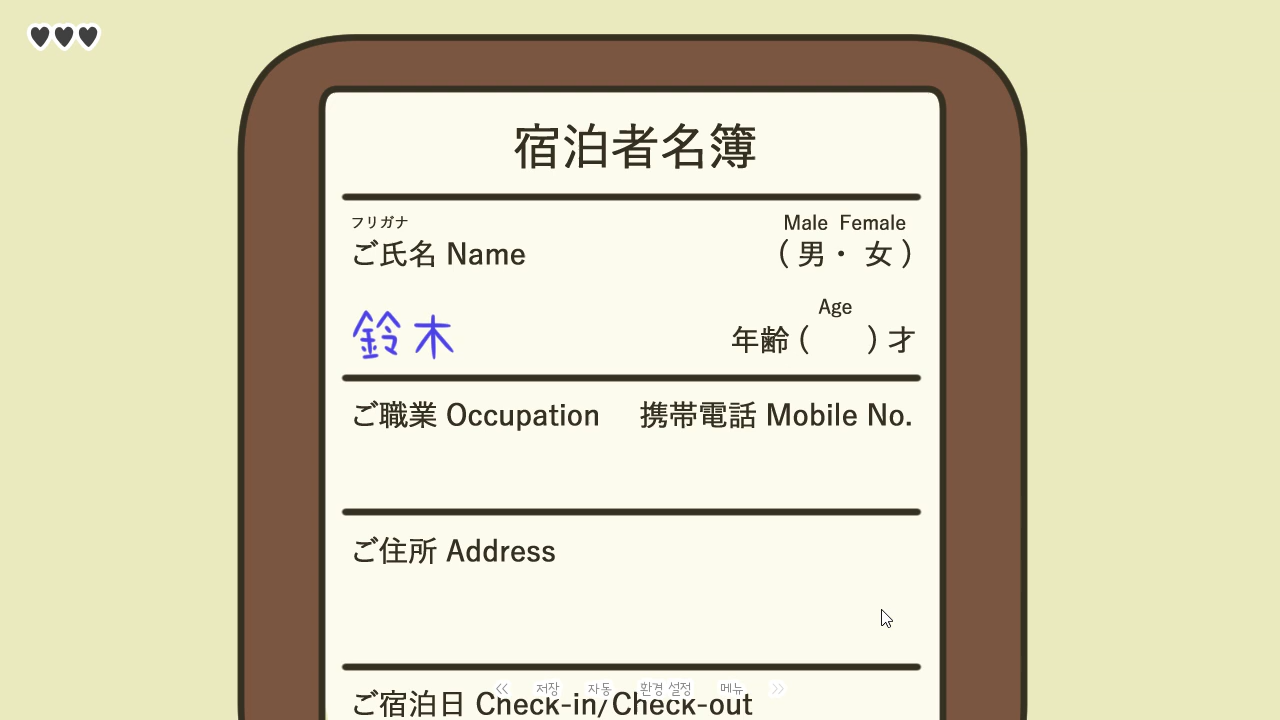 宿泊者名簿
フリガナ
Male Female
ご氏名 Name
( 男・ 女 )
Age
鈴木
年齢 ( ) 才
ご職業 Occupation 携帯電話 Mobile No.
ご住所 Address
저장 자동 환경 설정 메뉴
ご宿泊日 Check-in/Check-out